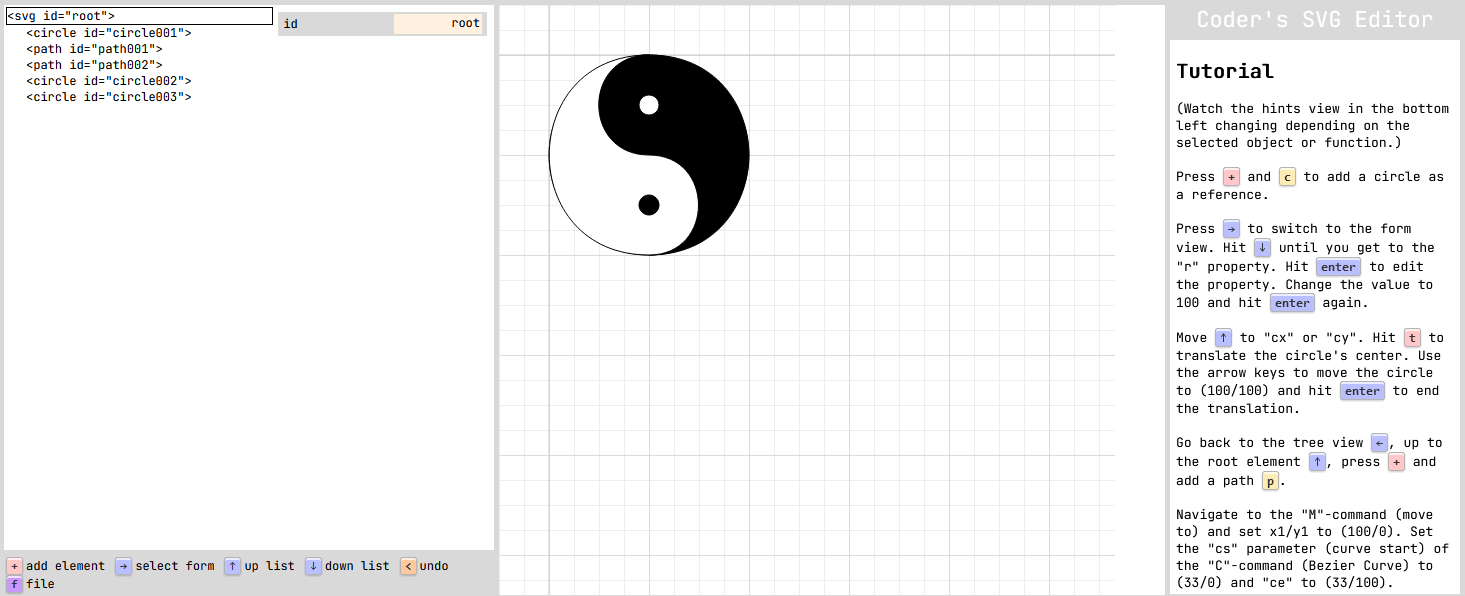 <svg id="root">
<circle id="circle001">
<path id="path001">
<path id="path002">
<circle id="circle002">
<circle id="circle003">
id root
+ add element → select form ↑ up list ↓ down list < undo
f file
Coder's SVG Editor
Tutorial
(Watch the hints view in the bottom
left changing depending on the
selected object or function.)
Press + and c to add a circle as
a reference.
Press → to switch to the form
view. Hit ↓ until you get to the
"r" property. Hit enter to edit
the property. Change the value to
100 and hit enter again.
Move ↑ to "cx" or "cy". Hit t to
translate the circle's center. Use
the arrow keys to move the circle
to (100/100) and hit enter to end
the translation.
Go back to the tree view ←, up to
the root element ↑, press + and
add a path p.
Navigate to the "M"-command (move
to) and set x1/y1 to (100/0). Set
the "cs" parameter (curve start) of
the "C"-command (Bezier Curve) to
(33/0) and "ce" to (33/100).